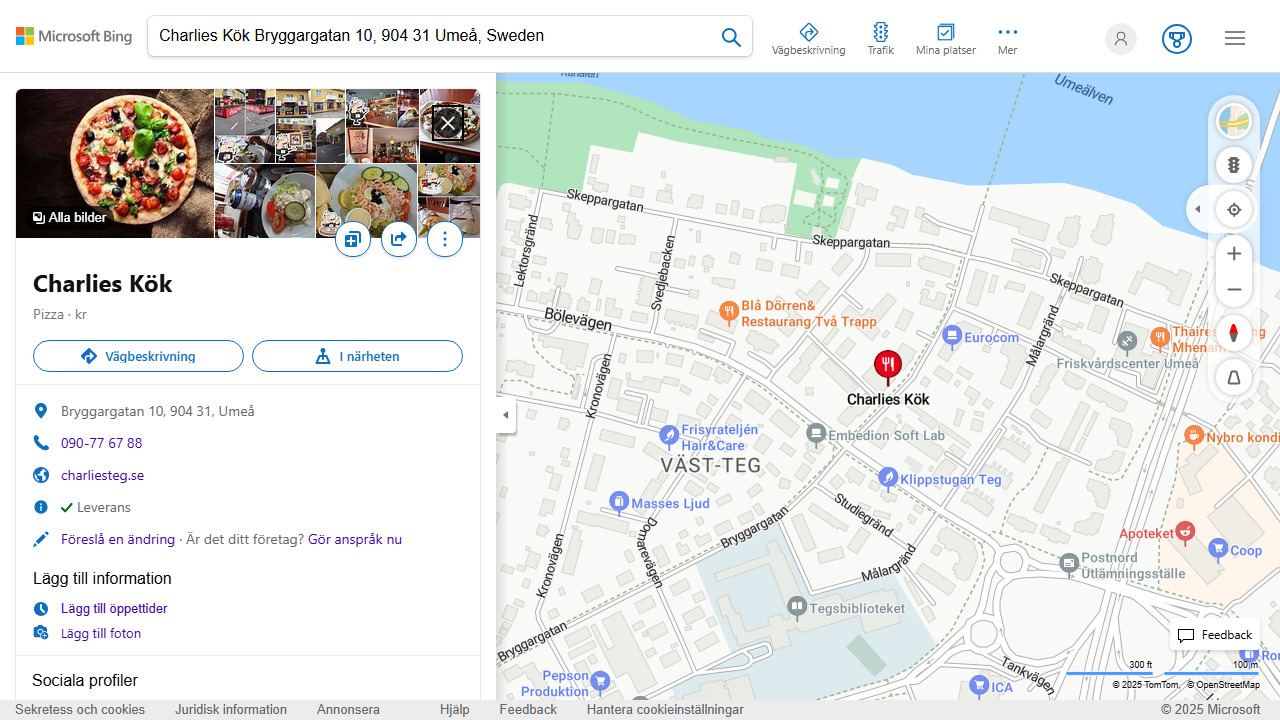 Microsoft Bing
Charlies Kök Bryggargatan 10, 904 31 Umeå, Sweden
Vägbeskrivning
Trafik
Mina platser
Mer
Alla bilder
Charlies Kök
Pizza · kr
Vägbeskrivning
I närheten
Bryggargatan 10, 904 31, Umeå
090-77 67 88
charliesteg.se
Leverans
Föreslå en ändring · Är det ditt företag? Gör anspråk nu
Lägg till information
Lägg till öppettider
Lägg till foton
Sociala profiler
Kanalen
Umeälven
Skeppargatan
Lektorsgränd
Svedjebacken
Skeppargatan
Skeppargatan
Bölevägen
Blå Dörren&
Restaurang Två Trapp
Eurocom
Målargränd
Friskvårdscenter Umeå
Kronovägen
Charlies Kök
Frisyrateljén
Hair&Care
Embedion Soft Lab
Nybro kondi
VÄST-TEG
Klippstugan Teg
Masses Ljud
Studiegränd
Bryggargatan
Domarevägen
Kronovägen
Målargränd
Apoteket
Coop
Postnord
Utlämningsställe
Tegsbiblioteket
Bryggargatan
Pepson
Produktion
Tankvägen
ICA
Feedback
300 ft
100 m
© 2025 TomTom, © OpenStreetMap
Sekretess och cookies
Juridisk information
Annonsera
Hjälp
Feedback
Hantera cookieinställningar
© 2025 Microsoft